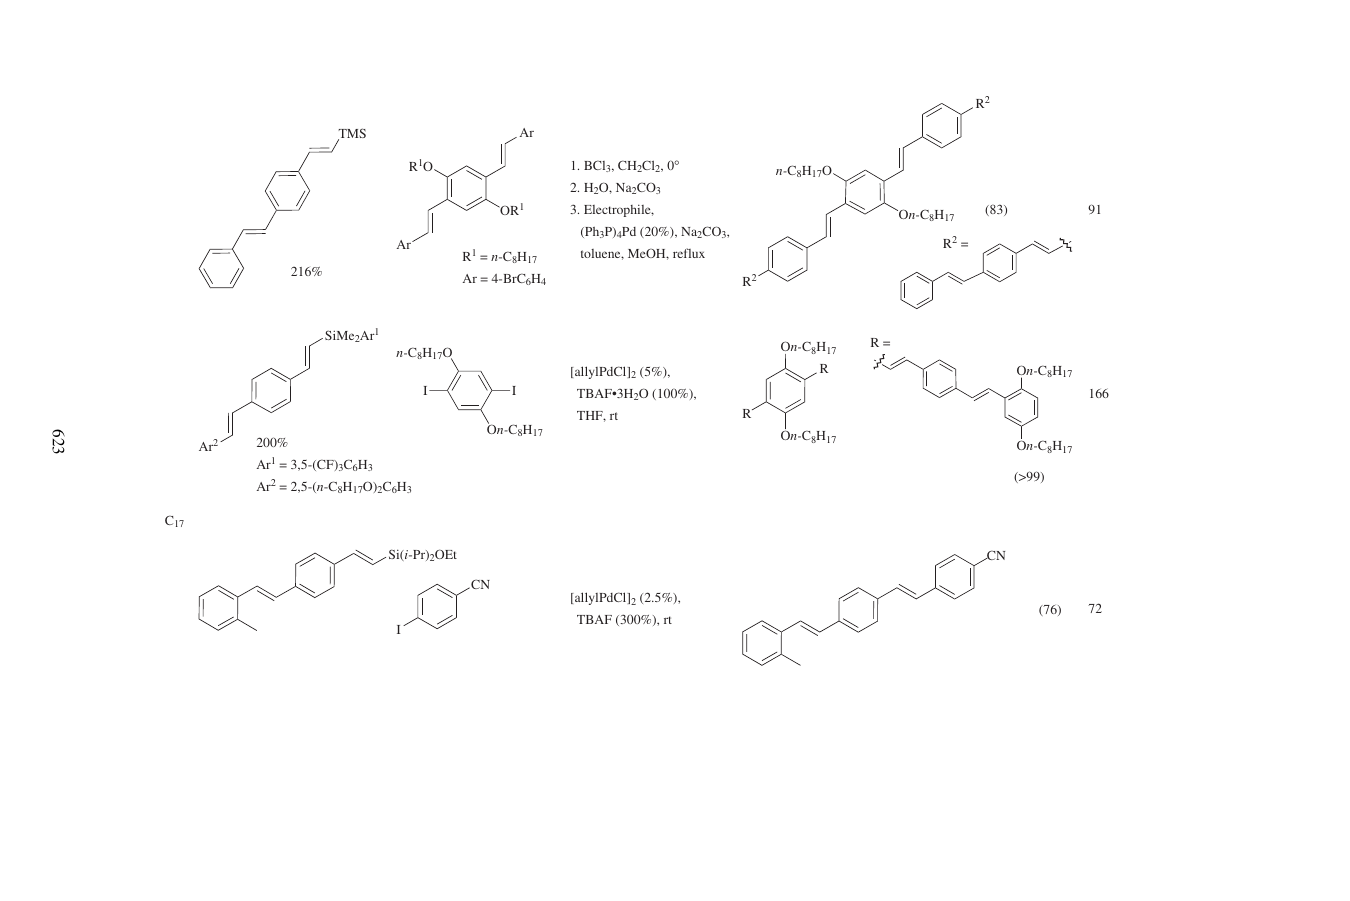 TMS
216%
Ar
R¹O
OR¹
Ar
R¹ = n-C₈H₁₇
Ar = 4-BrC₆H₄
1. BCl₃, CH₂Cl₂, 0°
2. H₂O, Na₂CO₃
3. Electrophile,
(Ph₃P)₄Pd (20%), Na₂CO₃,
toluene, MeOH, reflux
R²
n-C₈H₁₇O
On-C₈H₁₇
R²
(83)
R² =
91
SiMe₂Ar¹
Ar²
200%
Ar¹ = 3,5-(CF)₃C₆H₃
Ar² = 2,5-(n-C₈H₁₇O)₂C₆H₃
n-C₈H₁₇O
I
I
On-C₈H₁₇
[allylPdCl]₂ (5%),
TBAF•3H₂O (100%),
THF, rt
On-C₈H₁₇
R
R
On-C₈H₁₇
R =
On-C₈H₁₇
On-C₈H₁₇
(>99)
166
623
C₁₇
Si(i-Pr)₂OEt
CN
I
[allylPdCl]₂ (2.5%),
TBAF (300%), rt
CN
(76)
72